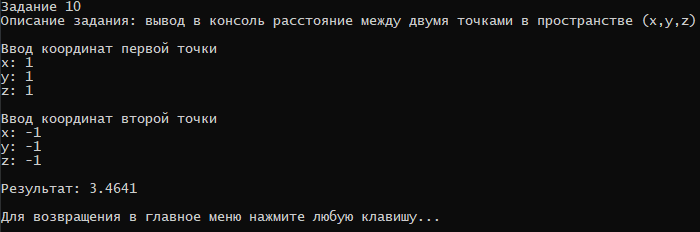 Задание 10
Описание задания: вывод в консоль расстояние между двумя точками в пространстве (x,y,z)
Ввод координат первой точки
x: 1
y: 1
z: 1
Ввод координат второй точки
x: -1
y: -1
z: -1
Результат: 3.4641
Для возвращения в главное меню нажмите любую клавишу...